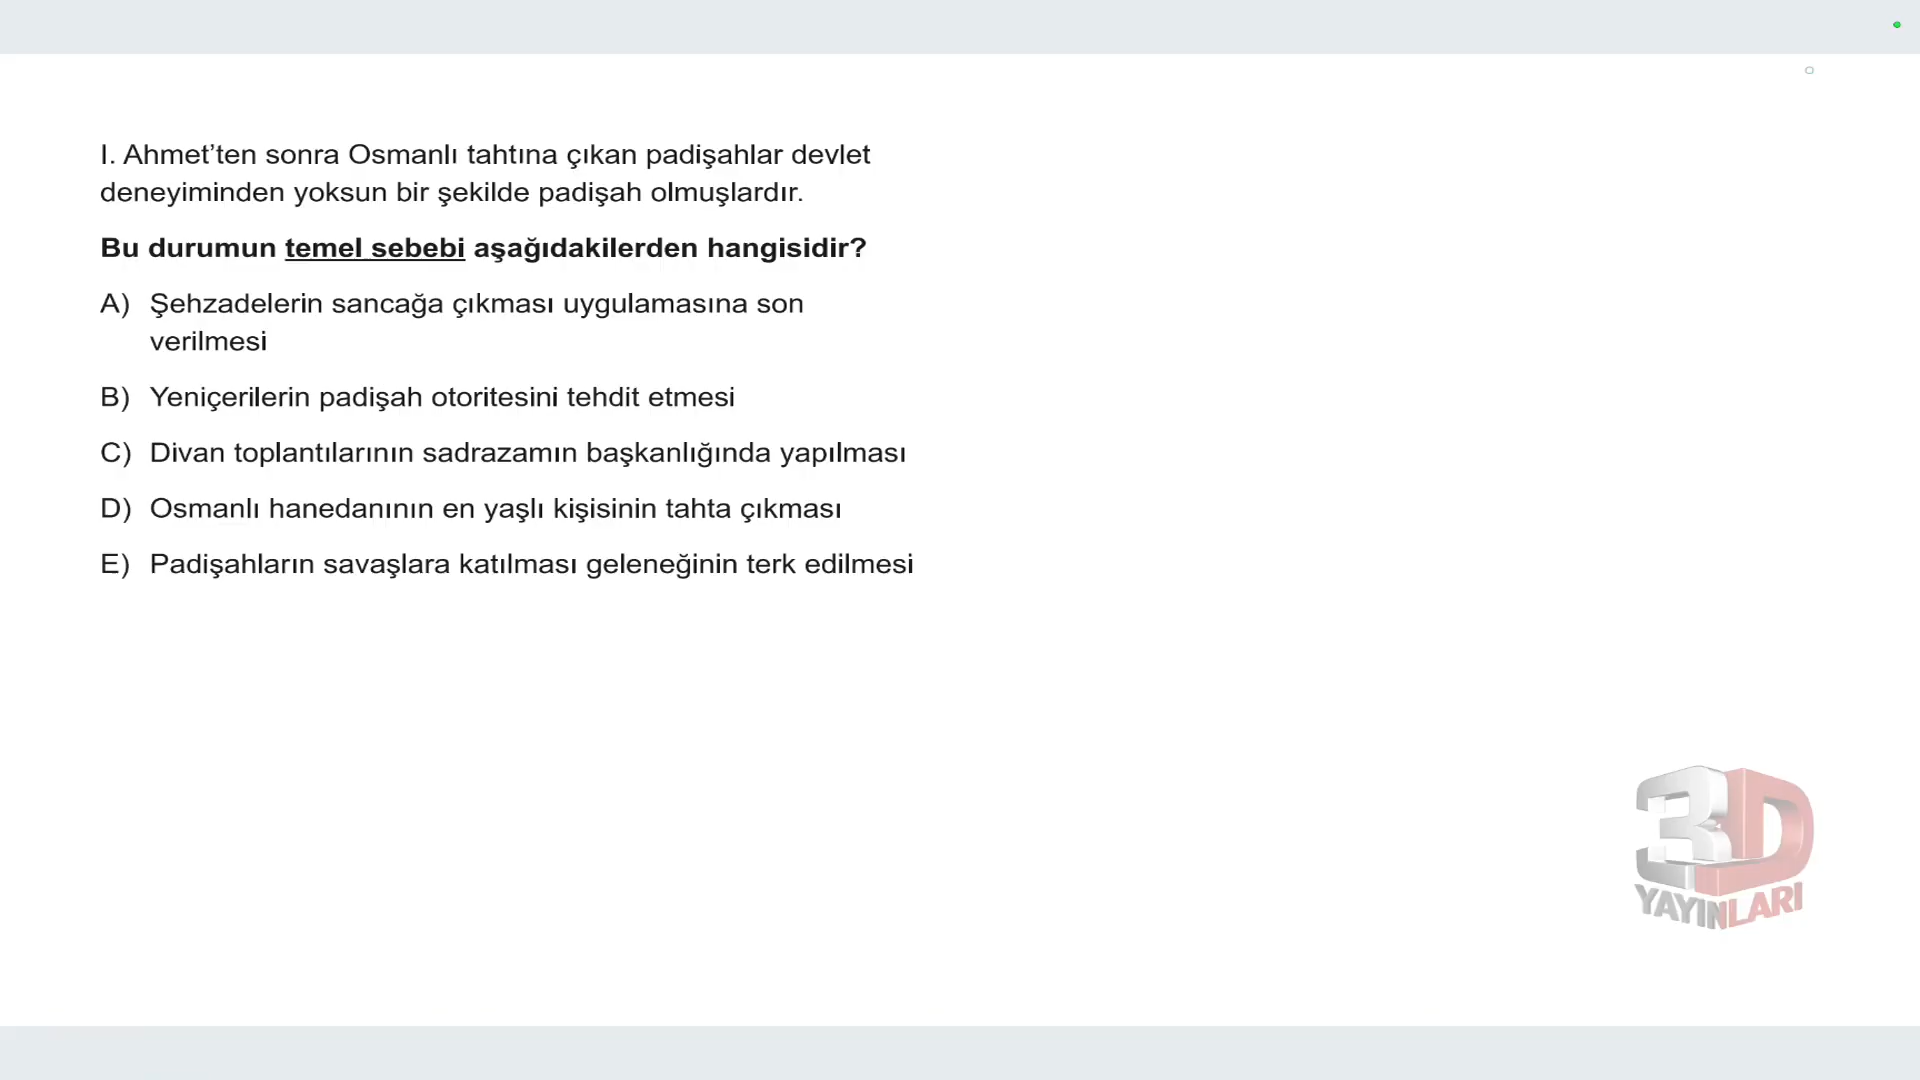 I. Ahmet’ten sonra Osmanlı tahtına çıkan padişahlar devlet
deneyiminden yoksun bir şekilde padişah olmuşlardır.
Bu durumun temel sebebi aşağıdakilerden hangisidir?
A) Şehzadelerin sancağa çıkması uygulamasına son
verilmesi
B) Yeniçerilerin padişah otoritesini tehdit etmesi
C) Divan toplantılarının sadrazamın başkanlığında yapılması
D) Osmanlı hanedanının en yaşlı kişisinin tahta çıkması
E) Padişahların savaşlara katılması geleneğinin terk edilmesi
3D
YAYINLARI